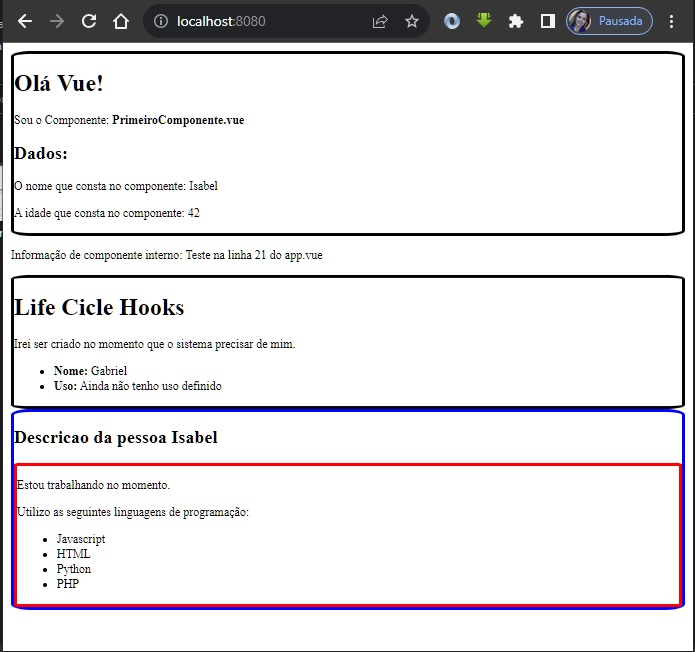 localhost:8080
Pausada
Olá Vue!
Sou o Componente: PrimeiroComponente.vue
Dados:
O nome que consta no componente: Isabel
A idade que consta no componente: 42
Informação de componente interno: Teste na linha 21 do app.vue
Life Cicle Hooks
Irei ser criado no momento que o sistema precisar de mim.
Nome: Gabriel
Uso: Ainda não tenho uso definido
Descricao da pessoa Isabel
Estou trabalhando no momento.
Utilizo as seguintes linguagens de programação:
Javascript
HTML
Python
PHP